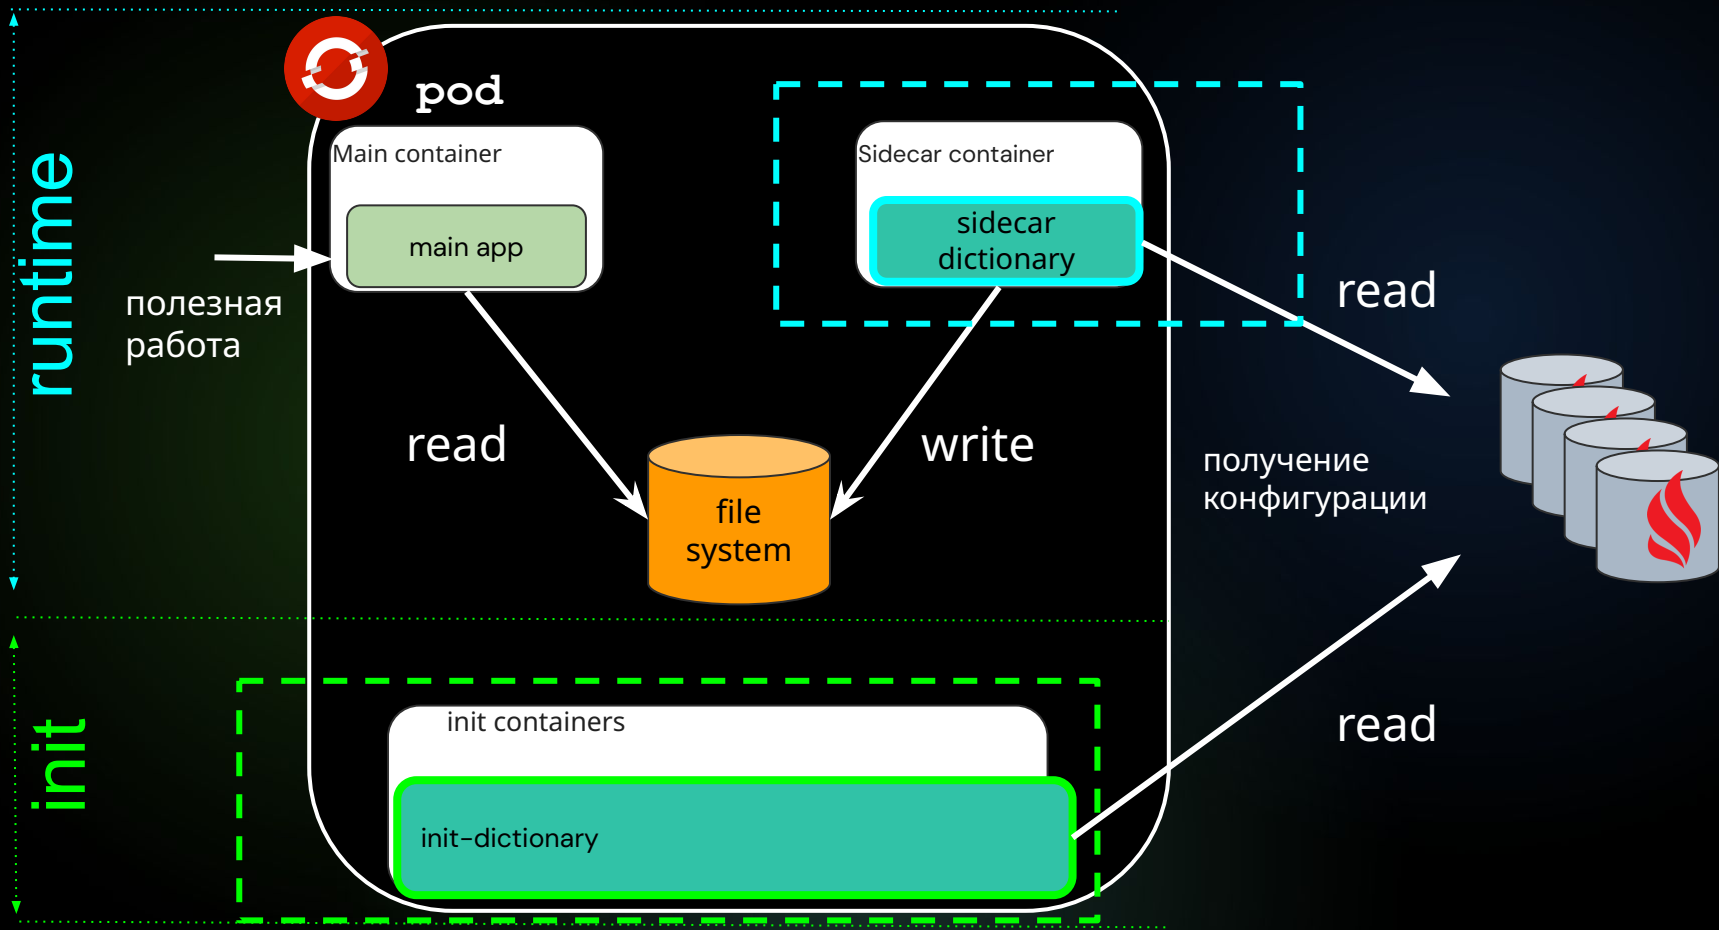 pod
Main container
main app
Sidecar container
sidecar
dictionary
runtime
полезная
работа
read
read
write
file
system
получение
конфигурации
init
init containers
init-dictionary
read